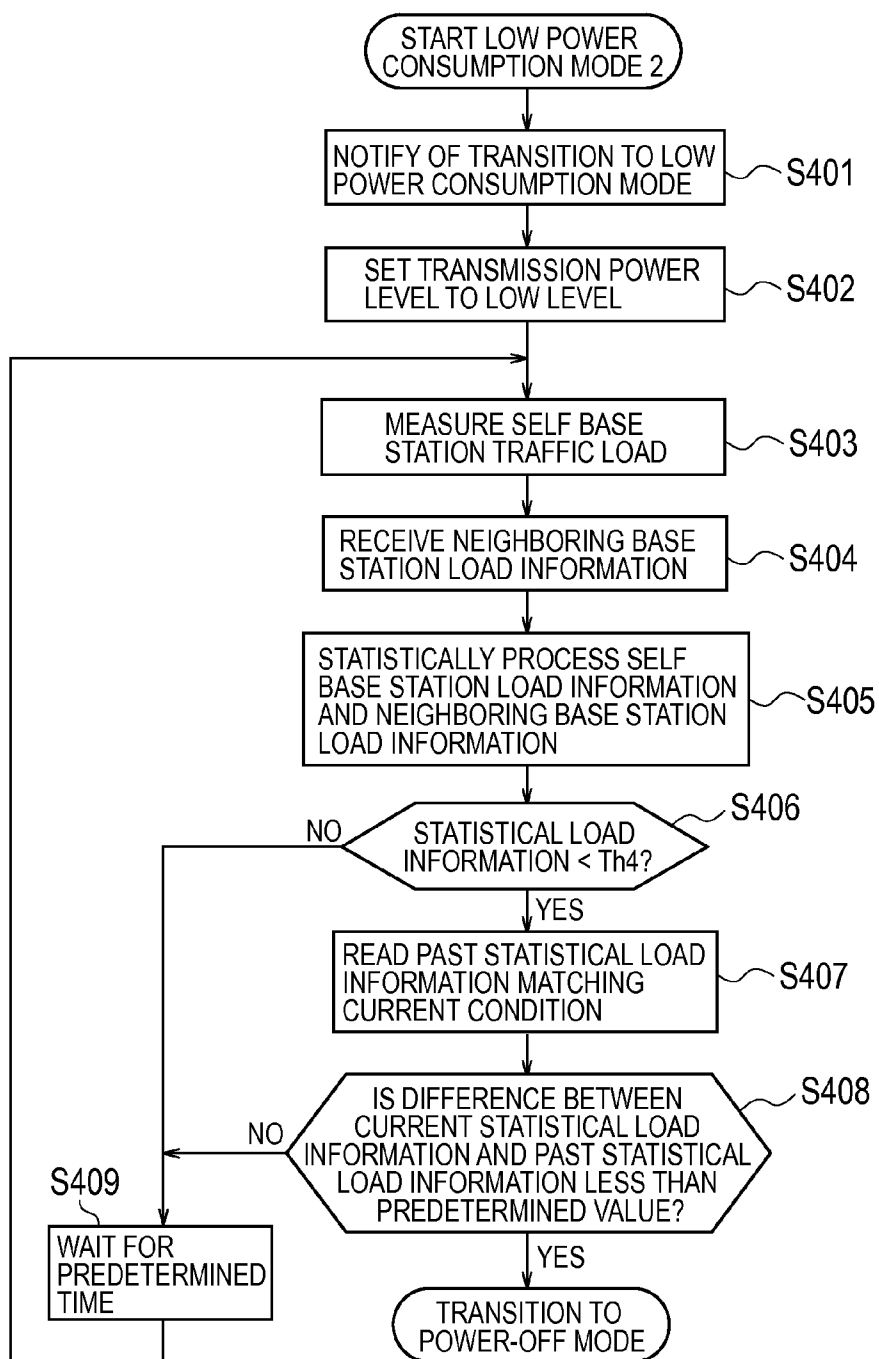 START LOW POWER
CONSUMPTION MODE 2
NOTIFY OF TRANSITION TO LOW
POWER CONSUMPTION MODE
S401
SET TRANSMISSION POWER
LEVEL TO LOW LEVEL
S402
MEASURE SELF BASE
STATION TRAFFIC LOAD
S403
RECEIVE NEIGHBORING BASE
STATION LOAD INFORMATION
S404
STATISTICALLY PROCESS SELF
BASE STATION LOAD INFORMATION
AND NEIGHBORING BASE STATION
LOAD INFORMATION
S405
S406
NO
STATISTICAL LOAD
INFORMATION < Th4?
YES
READ PAST STATISTICAL LOAD
INFORMATION MATCHING
CURRENT CONDITION
S407
S408
NO
IS DIFFERENCE BETWEEN
CURRENT STATISTICAL LOAD
INFORMATION AND PAST STATISTICAL
LOAD INFORMATION LESS THAN
PREDETERMINED VALUE?
S409
WAIT FOR
PREDETERMINED
TIME
YES
TRANSITION TO
POWER-OFF MODE